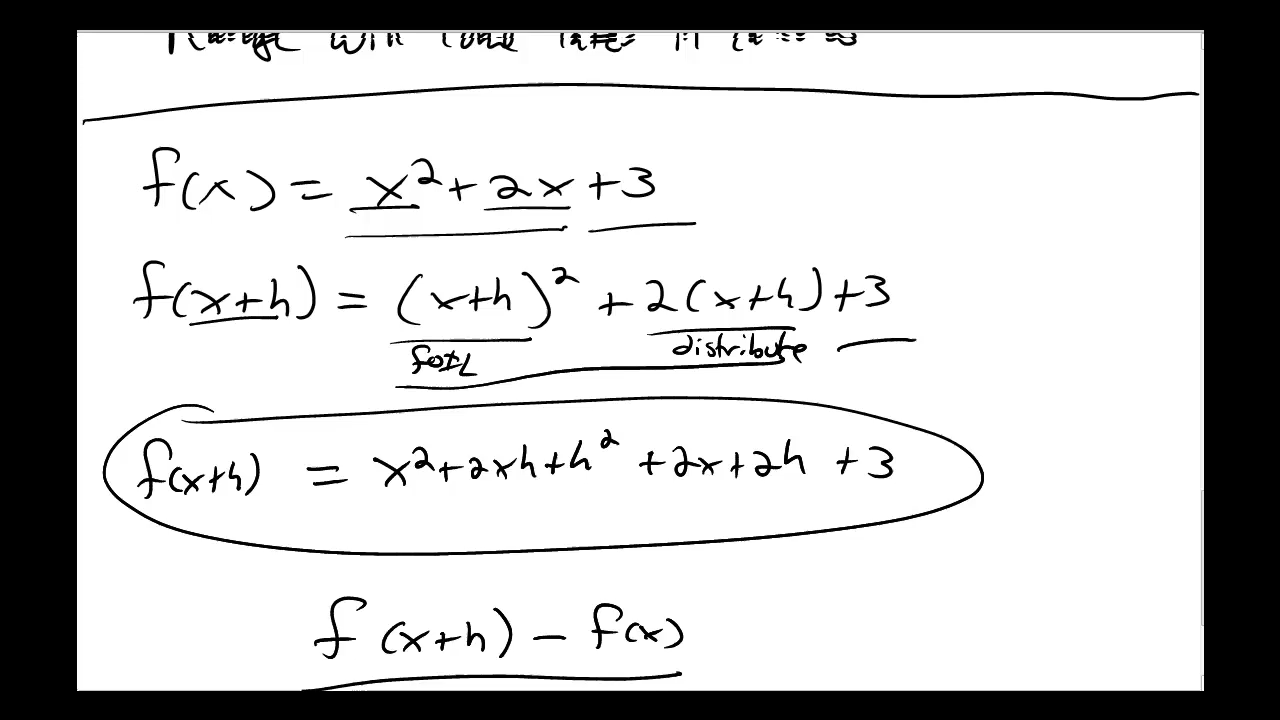 f(x) = x² + 2x + 3
f(x+h) = (x+h)² + 2(x+h) + 3
FOIL distribute
f(x+h) = x² + 2xh + h² + 2x + 2h + 3
f(x+h) - f(x)